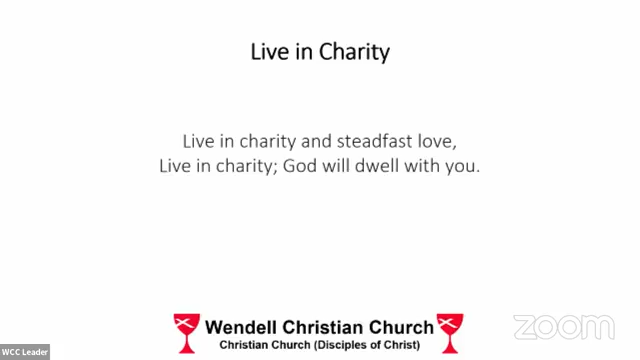 Live in Charity
Live in charity and steadfast love,
Live in charity; God will dwell with you.
Wendell Christian Church
Christian Church (Disciples of Christ)
zoom
WCC Leader